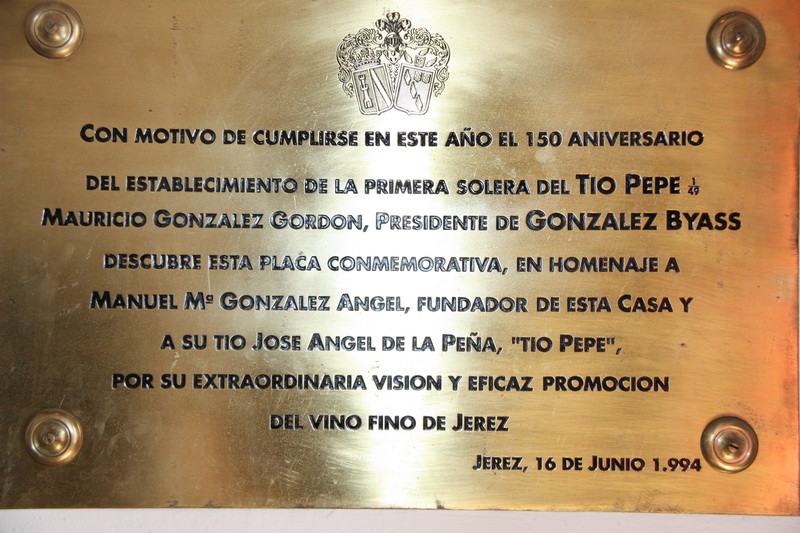 CON MOTIVO DE CUMPLIRSE EN ESTE AÑO EL 150 ANIVERSARIO
DEL ESTABLECIMIENTO DE LA PRIMERA SOLERA DEL TIO PEPE 1/49
MAURICIO GONZALEZ GORDON, PRESIDENTE DE GONZALEZ BYASS
DESCUBRE ESTA PLACA CONMEMORATIVA, EN HOMENAJE A
MANUEL Mª GONZALEZ ANGEL, FUNDADOR DE ESTA CASA Y
A SU TIO JOSE ANGEL DE LA PEÑA, "TIO PEPE",
POR SU EXTRAORDINARIA VISION Y EFICAZ PROMOCION
DEL VINO FINO DE JEREZ
JEREZ, 16 DE JUNIO 1.994